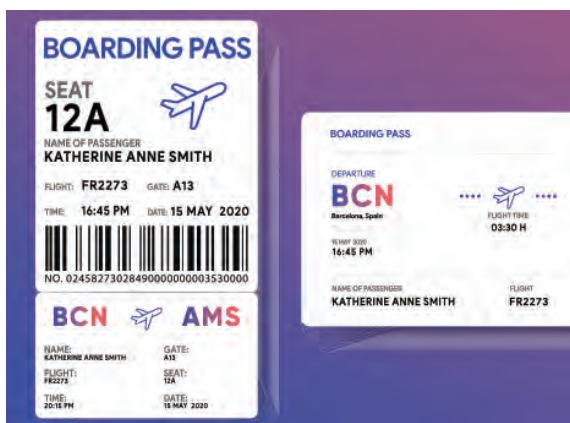 BOARDING PASS
SEAT
12A
NAME OF PASSENGER
KATHERINE ANNE SMITH
FLIGHT: FR2273 GATE: A13
TIME: 16:45 PM DATE: 15 MAY 2020
NO. 02458273028490000000003530000
BCN AMS
NAME: GATE:
KATHERINE ANNE SMITH A13
FLIGHT: SEAT:
FR2273 12A
TIME: DATE:
20:15 PM 15 MAY 2020
BOARDING PASS
DEPARTURE
BCN
Barcelona, Spain FLIGHT TIME
03:30 H
15 MAY 2020
16:45 PM
NAME OF PASSENGER FLIGHT
KATHERINE ANNE SMITH FR2273